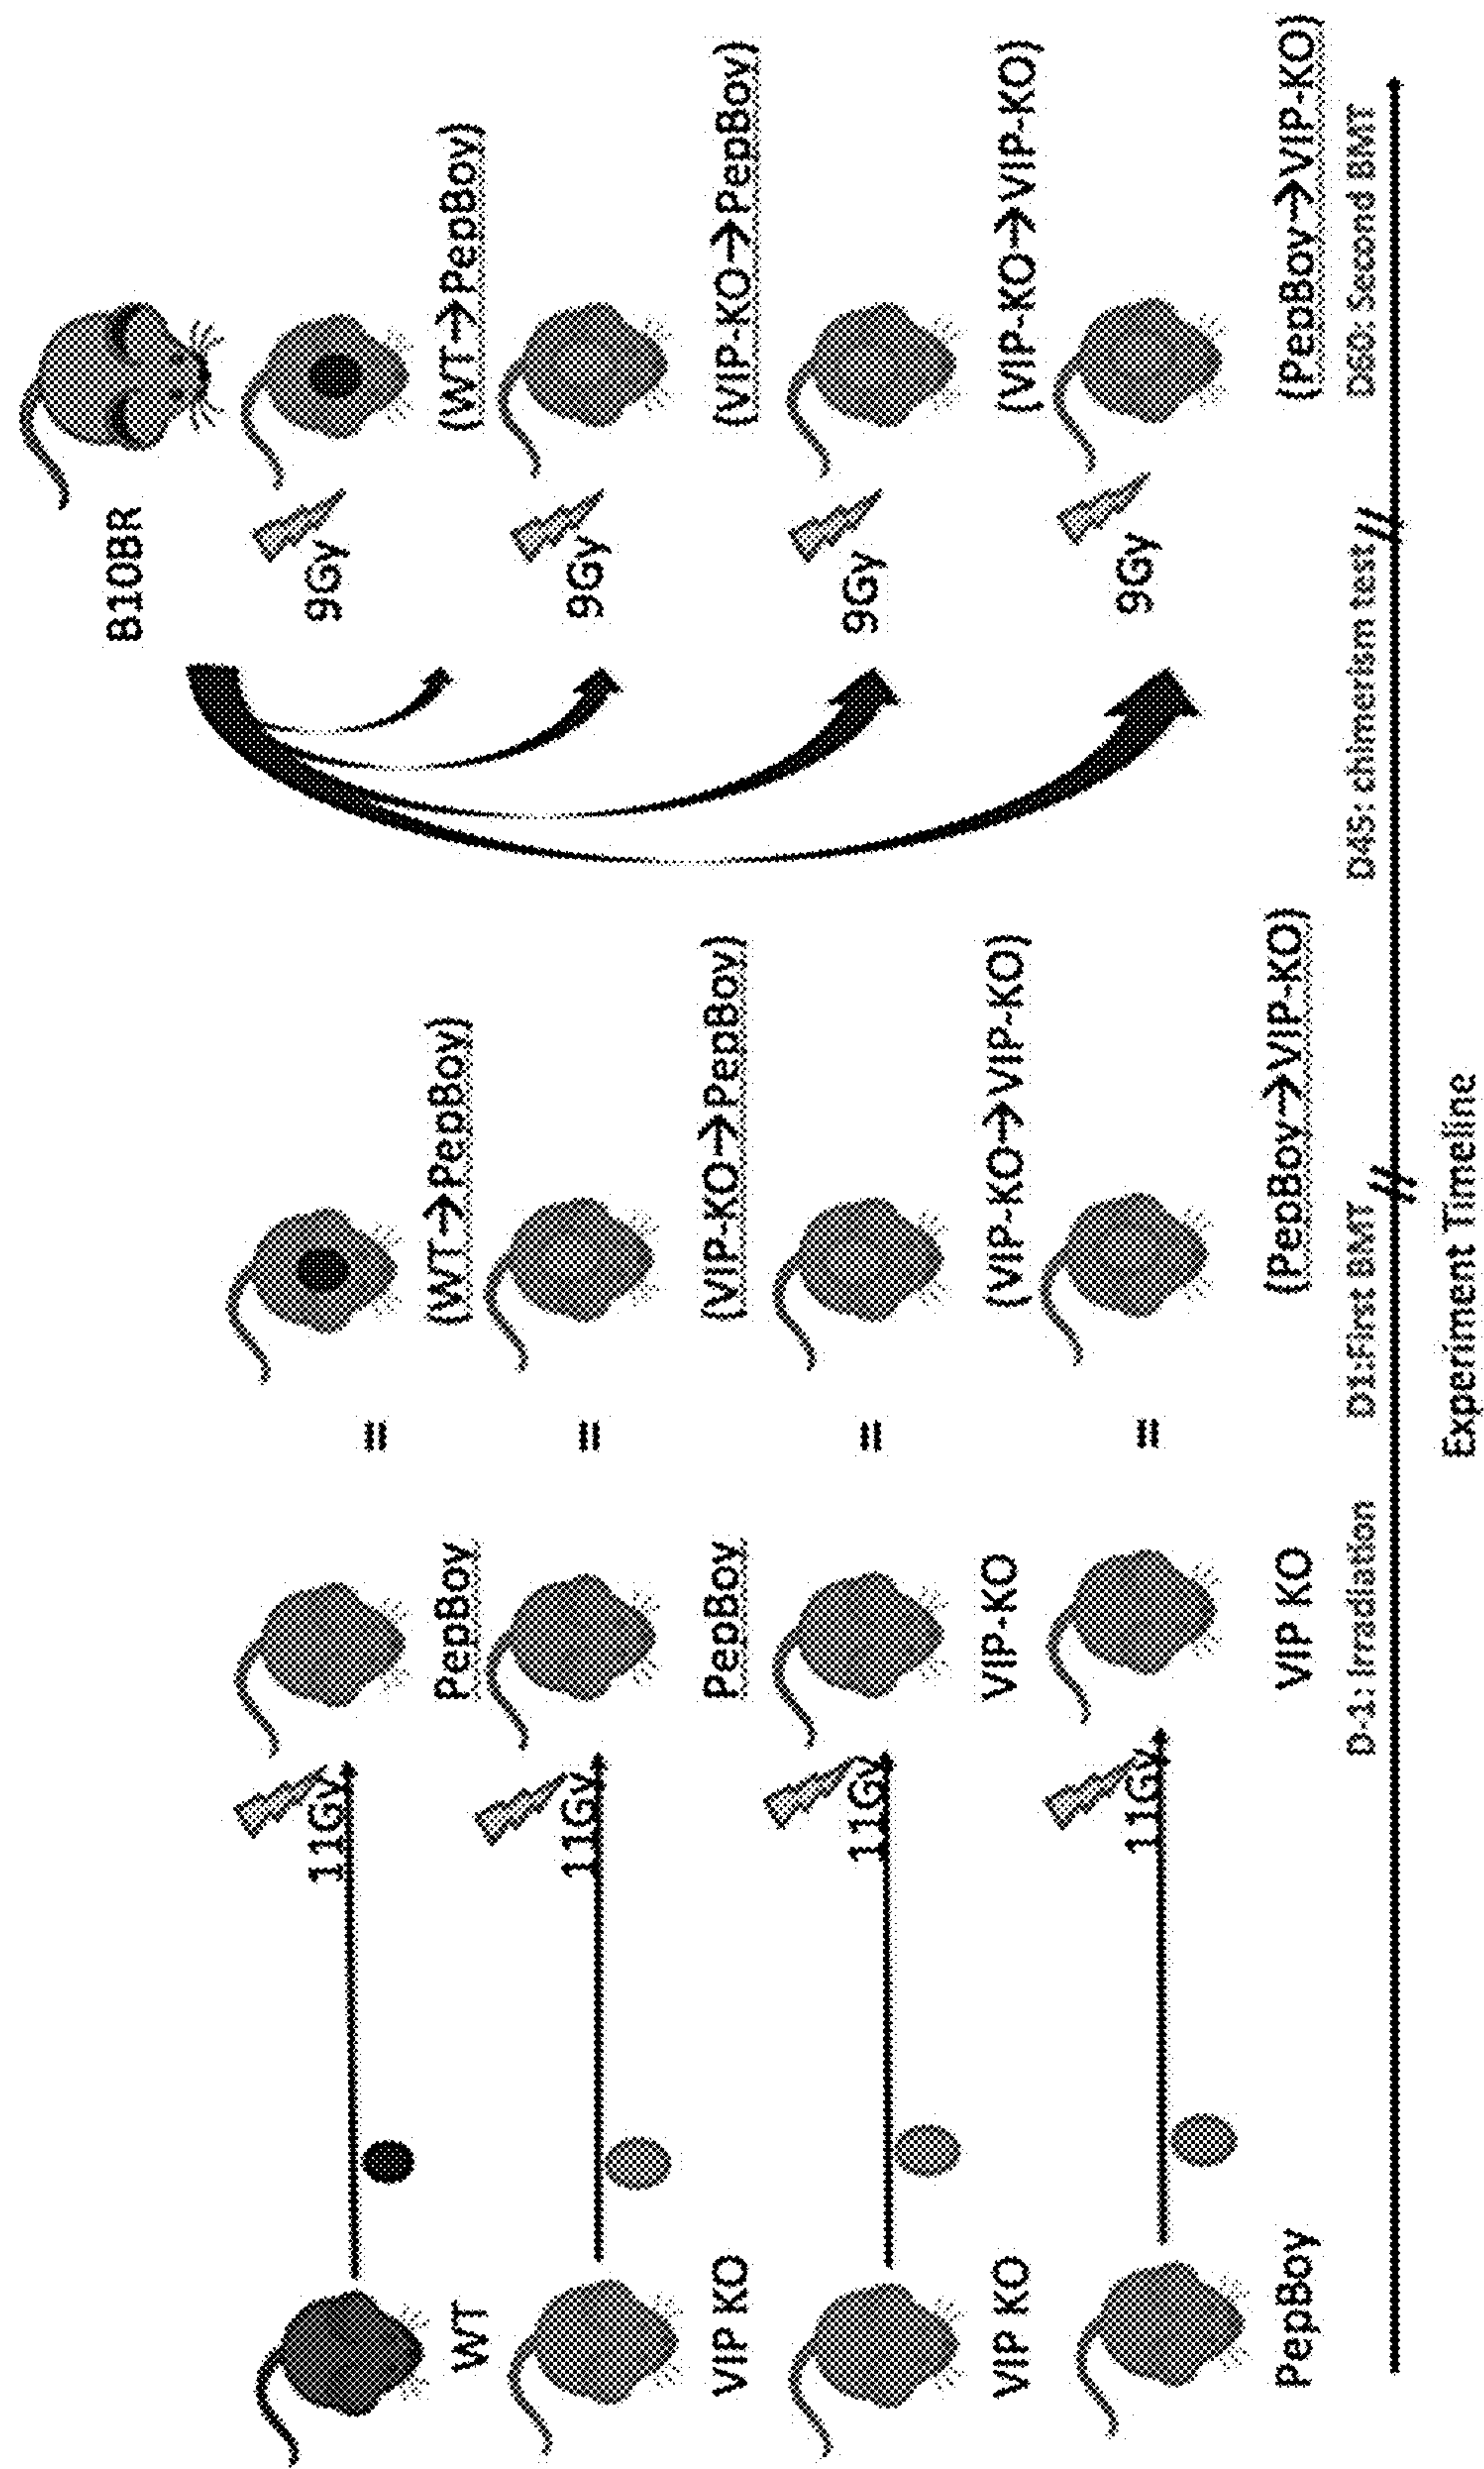 B10BR
WT
11Gy
PepBoy
=
(WT→PepBoy)
9Gy
(WT→PepBoy)
VIP KO
11Gy
PepBoy
=
(VIP-KO→PepBoy)
9Gy
(VIP-KO→PepBoy)
VIP KO
11Gy
VIP-KO
=
(VIP-KO→VIP-KO)
9Gy
(VIP-KO→VIP-KO)
PepBoy
11Gy
VIP KO
=
(PepBoy→VIP-KO)
9Gy
(PepBoy→VIP-KO)
D-1: Irradiation
D1:First BMT
D45: chimerism test
D50: Second BMT
Experiment Timeline